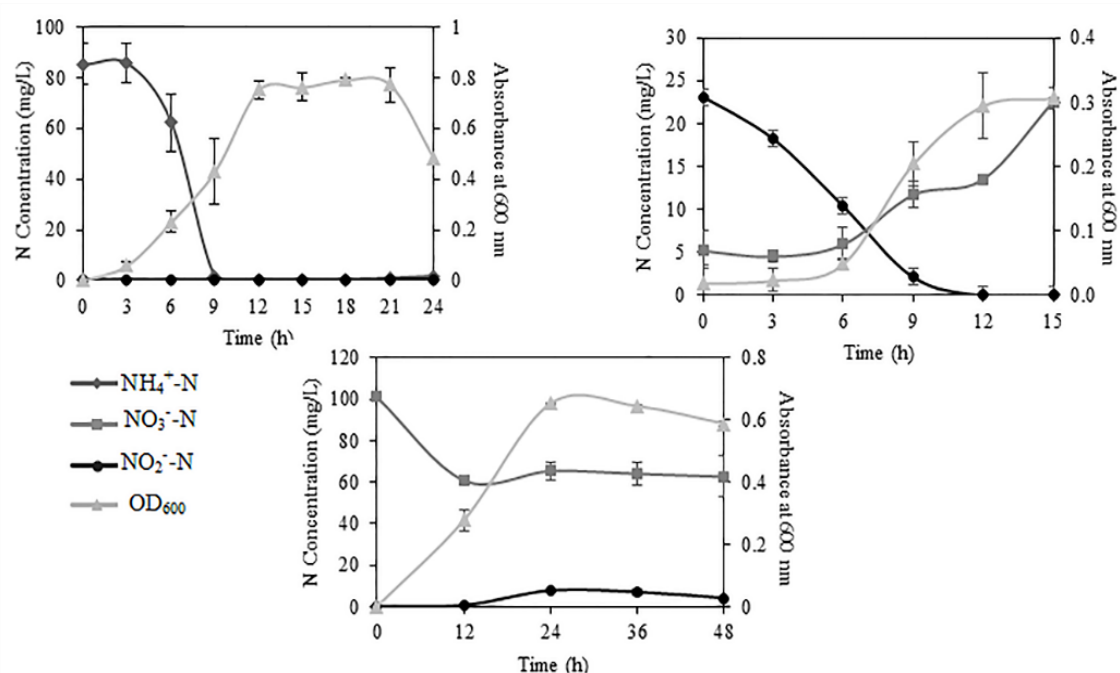 100
80
60
40
20
0
N Concentration (mg/L)
1
0.8
0.6
0.4
0.2
0
Absorbance at 600 nm
0 3 6 9 12 15 18 21 24
Time (h)
30
25
20
15
10
5
0
N Concentration (mg/L)
0.4
0.3
0.2
0.1
0.0
Absorbance at 600 nm
0 3 6 9 12 15
Time (h)
NH₄⁺-N
NO₃⁻-N
NO₂⁻-N
OD₆₀₀
120
100
80
60
40
20
0
N Concentration (mg/L)
0.8
0.6
0.4
0.2
0
Absorbance at 600 nm
0 12 24 36 48
Time (h)